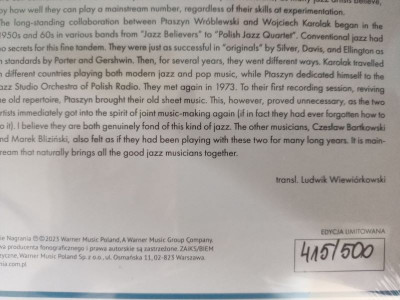 by how well they can play a mainstream number, regardless of their skills at experimentation.
The long-standing collaboration between Ptaszyn Wróblewski and Wojciech Karolak began in the
1950s and 60s in various bands from "Jazz Believers" to "Polish Jazz Quartet". Conventional jazz had
no secrets for this fine tandem. They were just as successful in "originals" by Silver, Davis, and Ellington as
in standards by Porter and Gershwin. Then, for several years, they went different ways. Karolak travelled
in different countries playing both modern jazz and pop music, while Ptaszyn dedicated himself to the
Jazz Studio Orchestra of Polish Radio. They met again in 1973. To their first recording session, reviving
the old repertoire, Ptaszyn brought their old sheet music. This, however, proved unnecessary, as the two
artists immediately got into the spirit of joint music-making again (if in fact they had ever forgotten how to
do it). I believe they are both genuinely fond of this kind of jazz. The other musicians, Czesław Bartkowski
and Marek Bliziński, also felt as if they had been playing with these two for many long years. It is main-
stream that naturally brings all the good jazz musicians together.
transl. Ludwik Wiewiórkowski
Nagrania ℗©2023 Warner Music Poland, A Warner Music Group Company.
producenta fonograficznego i prawa autorskie są zastrzeżone. ZAIKS/BIEM
Warner Music Poland Sp. z o.o., ul. Osmańska 11, 02-823 Warszawa.
EDYCJA LIMITOWANA
415/500